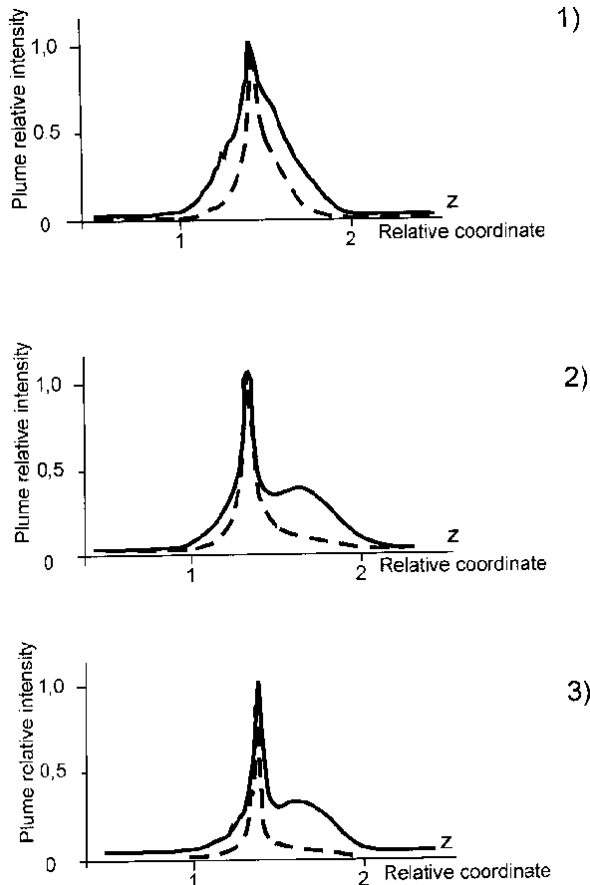 1)
Plume relative intensity
1,0
0.5
0
1
2
z
Relative coordinate
2)
Plume relative intensity
1,0
0,5
0
1
2
z
Relative coordinate
3)
Plume relative intensity
1,0
0,5
0
1
2
z
Relative coordinate